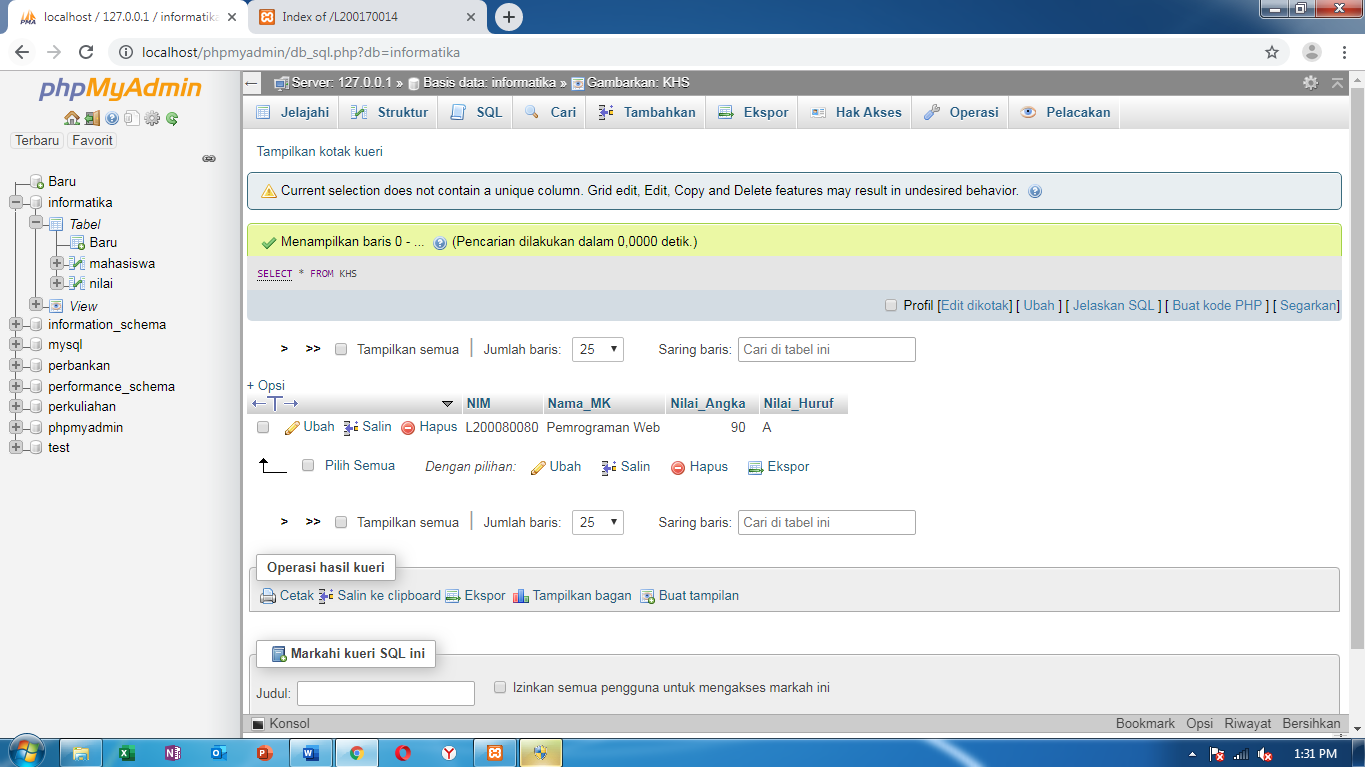 localhost / 127.0.0.1 / informatika
Index of /L200170014
localhost/phpmyadmin/db_sql.php?db=informatika
phpMyAdmin
Terbaru Favorit
Baru
informatika
Tabel
Baru
mahasiswa
nilai
View
information_schema
mysql
perbankan
performance_schema
perkuliahan
phpmyadmin
test
Server: 127.0.0.1 » Basis data: informatika » Gambarkan: KHS
Jelajahi Struktur SQL Cari Tambahkan Ekspor Hak Akses Operasi Pelacakan
Tampilkan kotak kueri
Current selection does not contain a unique column. Grid edit, Edit, Copy and Delete features may result in undesired behavior.
Menampilkan baris 0 - ... (Pencarian dilakukan dalam 0,0000 detik.)
SELECT * FROM KHS
Profil [Edit dikotak] [ Ubah ] [ Jelaskan SQL ] [ Buat kode PHP ] [ Segarkan]
> >> Tampilkan semua | Jumlah baris: 25 Saring baris: Cari di tabel ini
+ Opsi
←T→ NIM Nama_MK Nilai_Angka Nilai_Huruf
Ubah Salin Hapus L200080080 Pemrograman Web 90 A
Pilih Semua Dengan pilihan: Ubah Salin Hapus Ekspor
> >> Tampilkan semua | Jumlah baris: 25 Saring baris: Cari di tabel ini
Operasi hasil kueri
Cetak Salin ke clipboard Ekspor Tampilkan bagan Buat tampilan
Markahi kueri SQL ini
Judul: Izinkan semua pengguna untuk mengakses markah ini
Konsol Bookmark Opsi Riwayat Bersihkan
1:31 PM